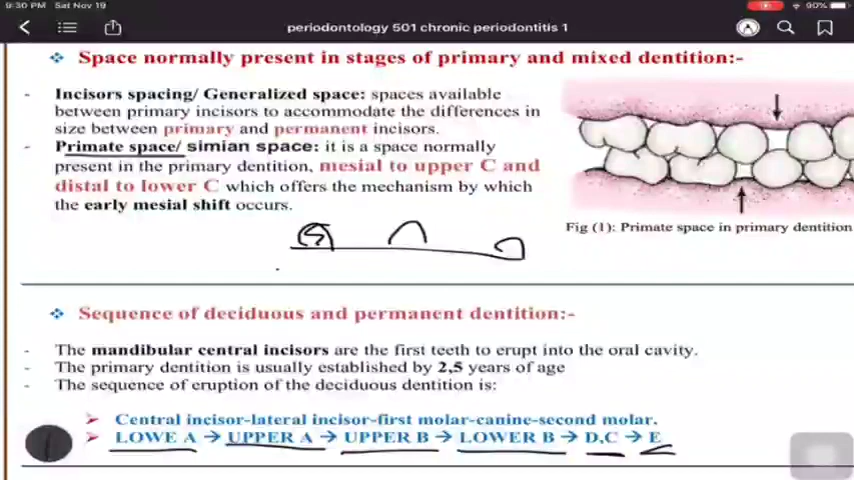 9:30 PM Sat Nov 19
90%
periodontology 501 chronic periodontitis 1
Space normally present in stages of primary and mixed dentition:-
- Incisors spacing/ Generalized space: spaces available
between primary incisors to accommodate the differences in
size between primary and permanent incisors.
- Primate space/ simian space: it is a space normally
present in the primary dentition, mesial to upper C and
distal to lower C which offers the mechanism by which
the early mesial shift occurs.
Fig (1): Primate space in primary dentition
Sequence of deciduous and permanent dentition:-
- The mandibular central incisors are the first teeth to erupt into the oral cavity.
- The primary dentition is usually established by 2,5 years of age
- The sequence of eruption of the deciduous dentition is:
Central incisor-lateral incisor-first molar-canine-second molar.
LOWE A → UPPER A → UPPER B → LOWER B → D,C → E